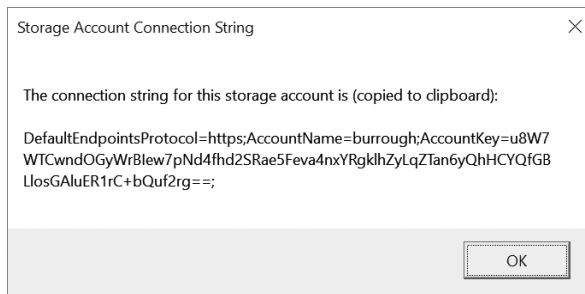 Storage Account Connection String
The connection string for this storage account is (copied to clipboard):
DefaultEndpointsProtocol=https;AccountName=burrough;AccountKey=u8W7
WTCwndOGyWrBIew7pNd4fhd2SRae5Feva4nxYRgklhZyLqZTan6yQhHCYQfGB
LlosGAluER1rC+bQuf2rg==;
OK